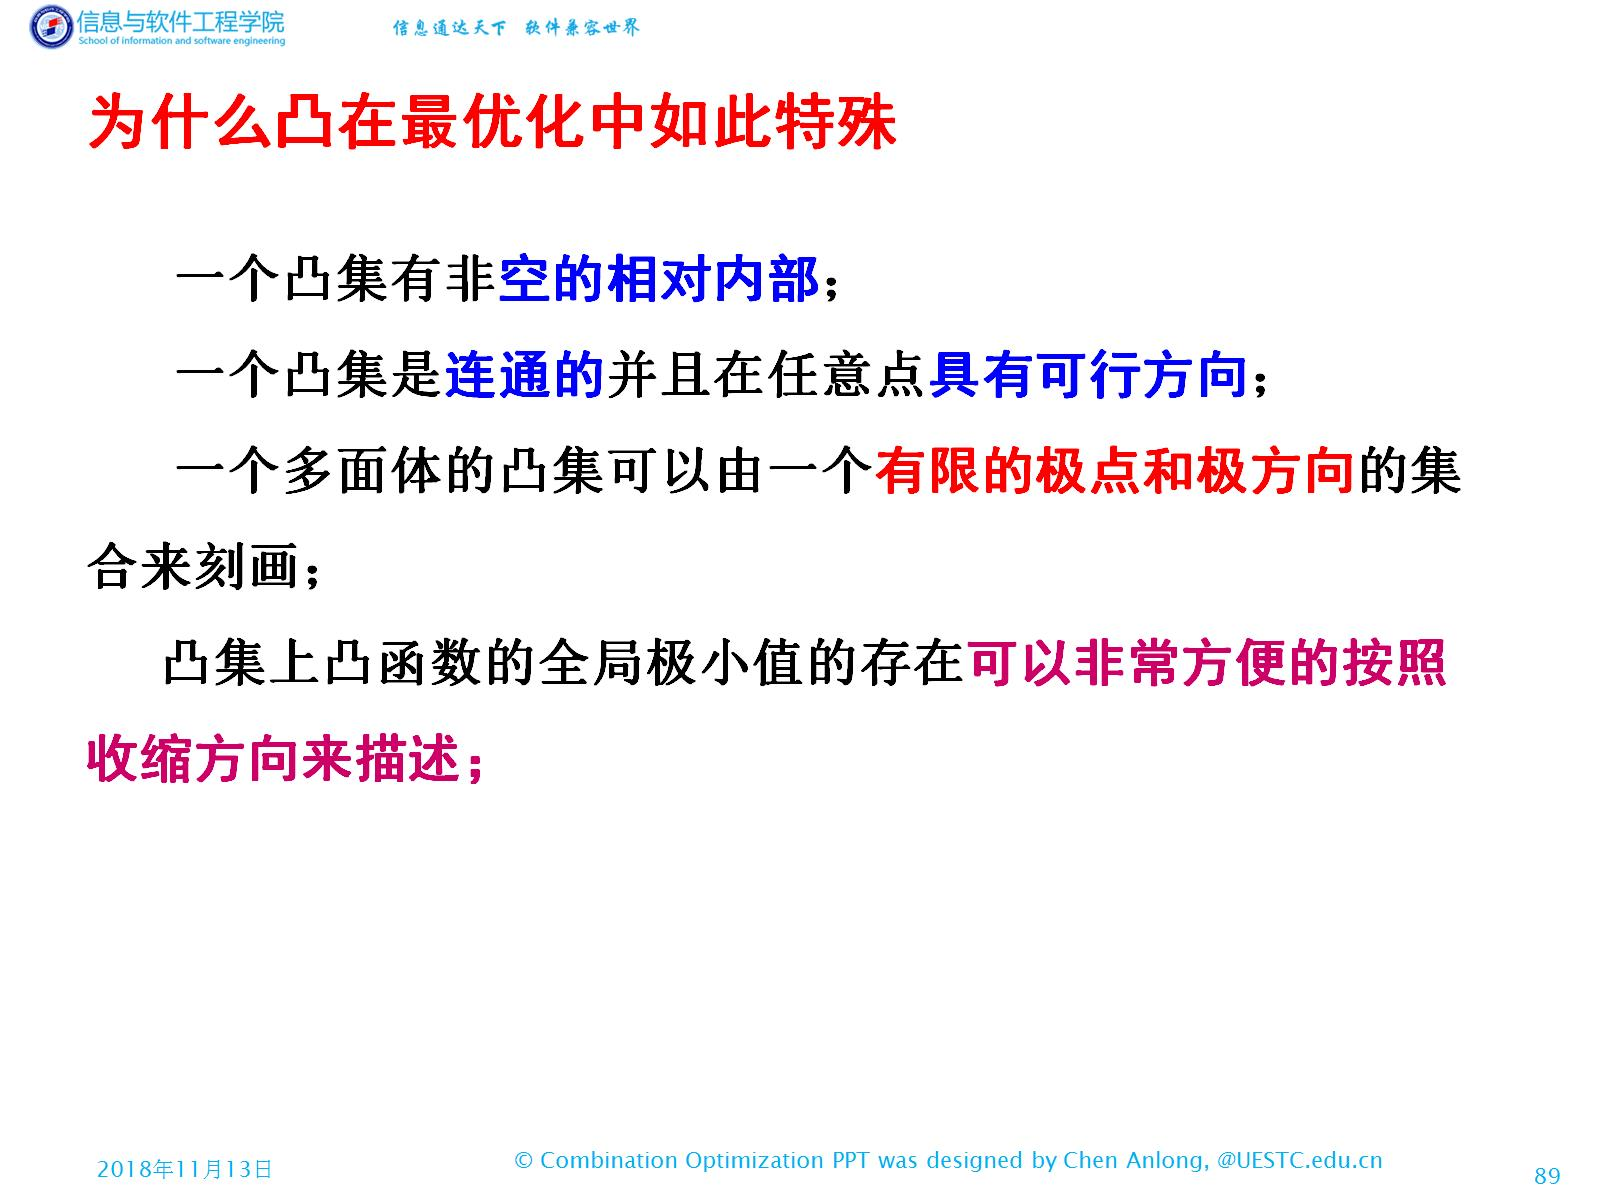 信息与软件工程学院
School of information and software engineering
信息通达天下 软件兼容世界
为什么凸在最优化中如此特殊
一个凸集有非空的相对内部；
一个凸集是连通的并且在任意点具有可行方向；
一个多面体的凸集可以由一个有限的极点和极方向的集
合来刻画；
凸集上凸函数的全局极小值的存在可以非常方便的按照
收缩方向来描述；
2018年11月13日
© Combination Optimization PPT was designed by Chen Anlong, @UESTC.edu.cn
89